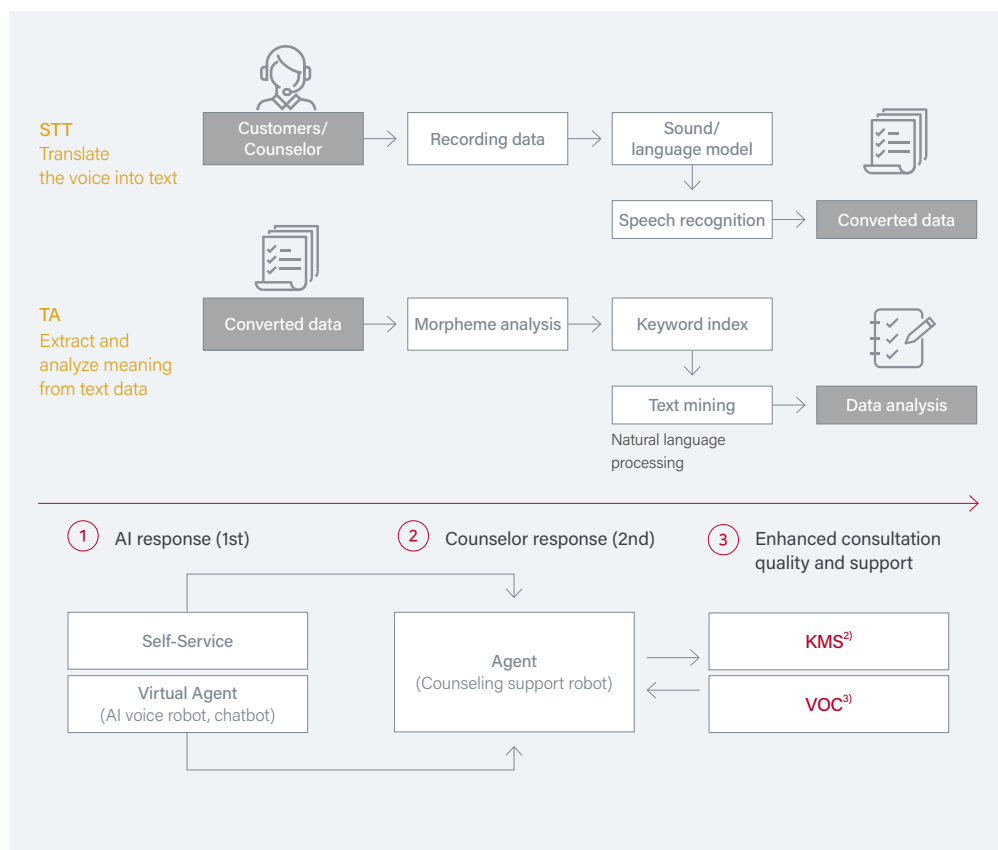 STT
Translate
the voice into text
Customers/
Counselor
Recording data
Sound/
language model
Speech recognition
Converted data
TA
Extract and
analyze meaning
from text data
Converted data
Morpheme analysis
Keyword index
Text mining
Natural language
processing
Data analysis
1 AI response (1st)
2 Counselor response (2nd)
3 Enhanced consultation
quality and support
Self-Service
Virtual Agent
(AI voice robot, chatbot)
Agent
(Counseling support robot)
KMS2)
VOC3)